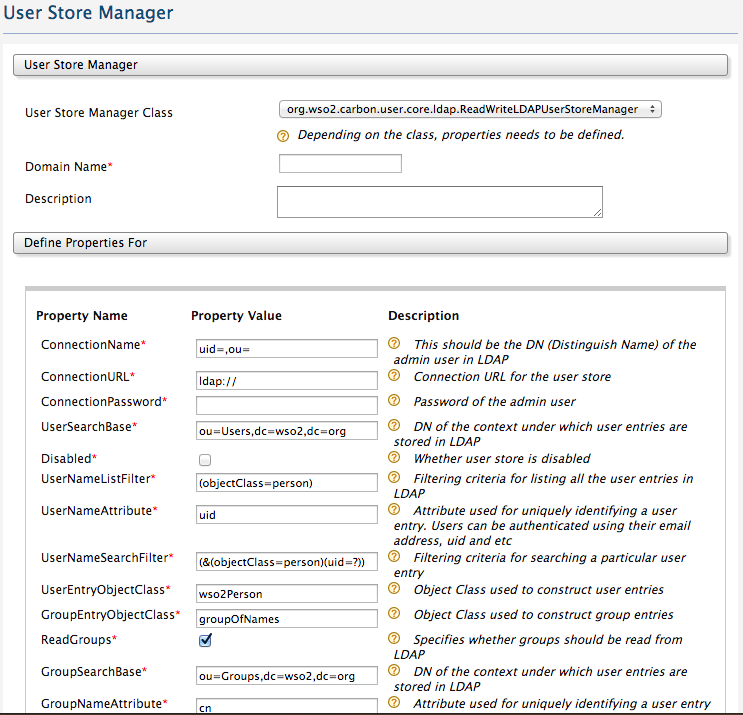 User Store Manager
User Store Manager
User Store Manager Class
org.wso2.carbon.user.core.ldap.ReadWriteLDAPUserStoreManager
? Depending on the class, properties needs to be defined.
Domain Name*
Description
Define Properties For
Property Name Property Value Description
ConnectionName* uid=,ou= ? This should be the DN (Distinguish Name) of the
admin user in LDAP
ConnectionURL* ldap:// ? Connection URL for the user store
ConnectionPassword* ? Password of the admin user
UserSearchBase* ou=Users,dc=wso2,dc=org ? DN of the context under which user entries are
stored in LDAP
Disabled* ? Whether user store is disabled
UserNameListFilter* (objectClass=person) ? Filtering criteria for listing all the user entries in
LDAP
UserNameAttribute* uid ? Attribute used for uniquely identifying a user
entry. Users can be authenticated using their email
address, uid and etc
UserNameSearchFilter* (&(objectClass=person)(uid=?)) ? Filtering criteria for searching a particular user
entry
UserEntryObjectClass* wso2Person ? Object Class used to construct user entries
GroupEntryObjectClass* groupOfNames ? Object Class used to construct group entries
ReadGroups* ? Specifies whether groups should be read from
LDAP
GroupSearchBase* ou=Groups,dc=wso2,dc=org ? DN of the context under which user entries are
stored in LDAP
GroupNameAttribute* cn ? Attribute used for uniquely identifying a user entry